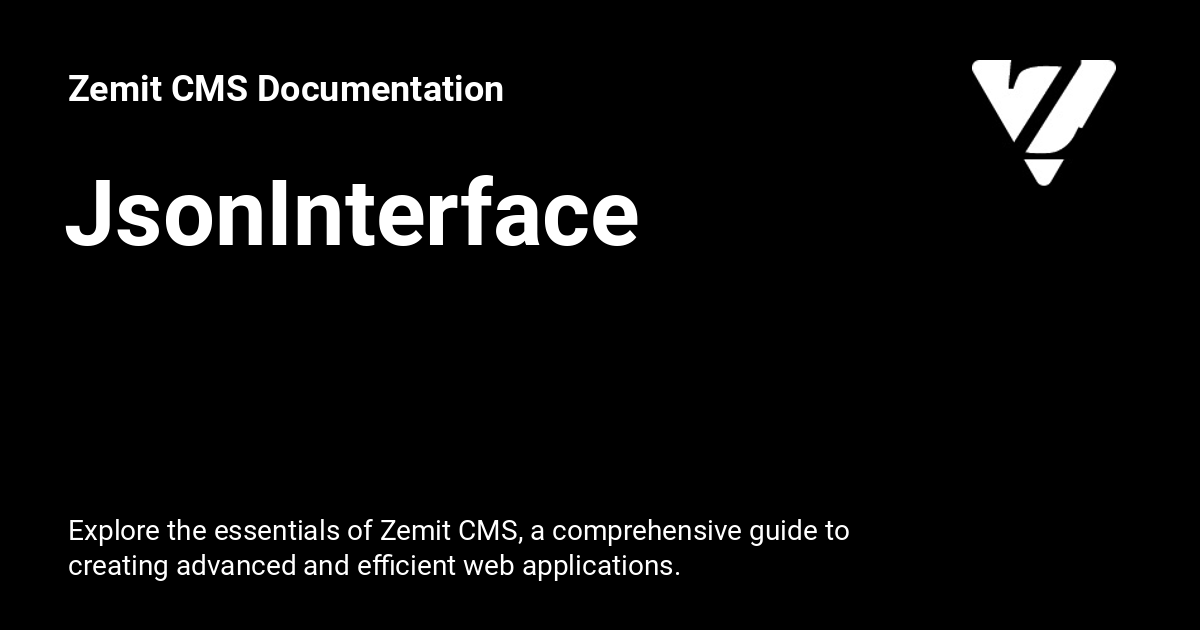 Zemit CMS Documentation
JsonInterface
Explore the essentials of Zemit CMS, a comprehensive guide to
creating advanced and efficient web applications.